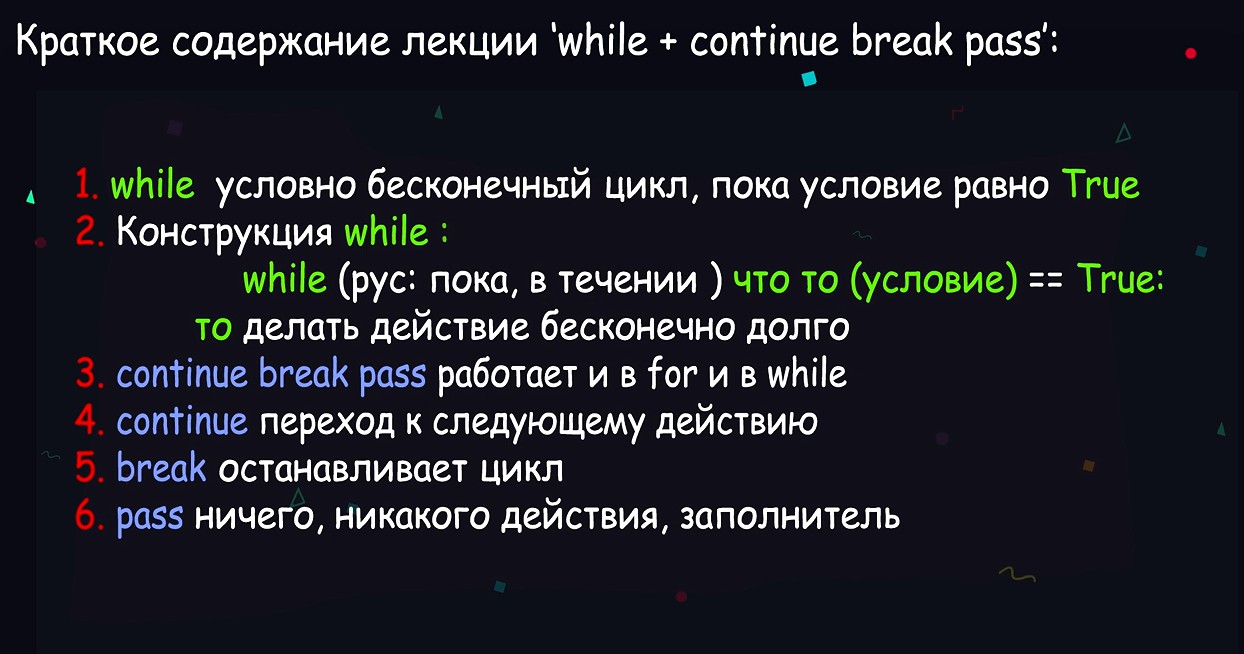 Краткое содержание лекции ‘while + continue break pass’:
1. while условно бесконечный цикл, пока условие равно True
2. Конструкция while :
while (рус: пока, в течении ) что то (условие) == True:
то делать действие бесконечно долго
3. continue break pass работает и в for и в while
4. continue переход к следующему действию
5. break останавливает цикл
6. pass ничего, никакого действия, заполнитель